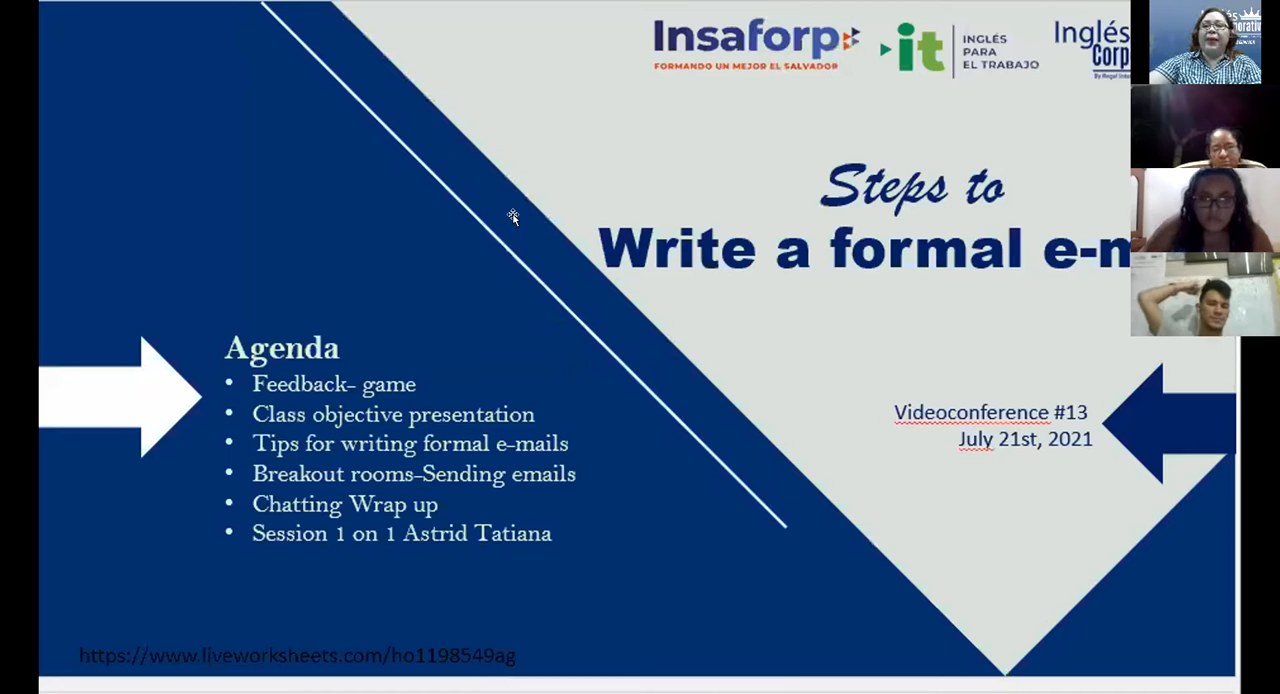 Insaforp
FORMANDO UN MEJOR EL SALVADOR
it
INGLÉS
PARA
EL TRABAJO
Inglés
Corp
Steps to
Write a formal e-m
Agenda
• Feedback- game
• Class objective presentation
• Tips for writing formal e-mails
• Breakout rooms-Sending emails
• Chatting Wrap up
• Session 1 on 1 Astrid Tatiana
Videoconference #13
July 21st, 2021
https://www.liveworksheets.com/ho1198549ag